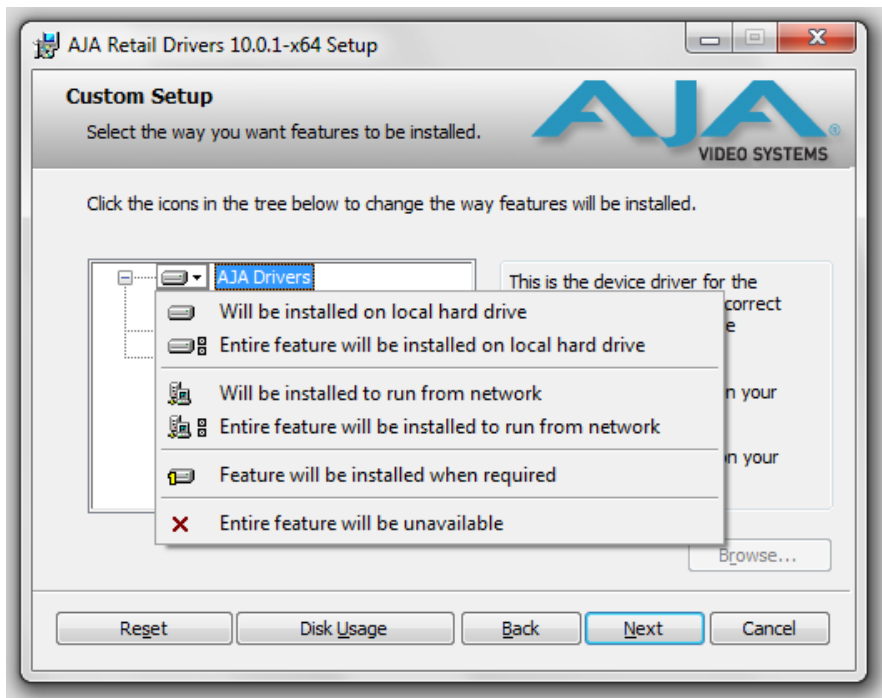 AJA Retail Drivers 10.0.1-x64 Setup
Custom Setup
Select the way you want features to be installed.
AJA
VIDEO SYSTEMS
Click the icons in the tree below to change the way features will be installed.
AJA Drivers
This is the device driver for the
correct
e
n your
on your
Will be installed on local hard drive
Entire feature will be installed on local hard drive
Will be installed to run from network
Entire feature will be installed to run from network
Feature will be installed when required
Entire feature will be unavailable
Browse...
Reset
Disk Usage
Back
Next
Cancel